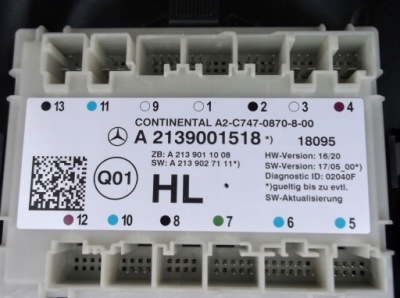 13 11 9 1 2 3 4
CONTINENTAL A2-C747-0870-8-00
A 2139001518 *) 18095
ZB: A 213 901 10 08 HW-Version: 16/20
SW: A 213 902 71 11 *) SW-Version: 17/05_00*)
Diagnostic ID: 02040F
Q01 HL *)gueltig bis zu evtl.
SW-Aktualisierung
12 10 8 7 6 5